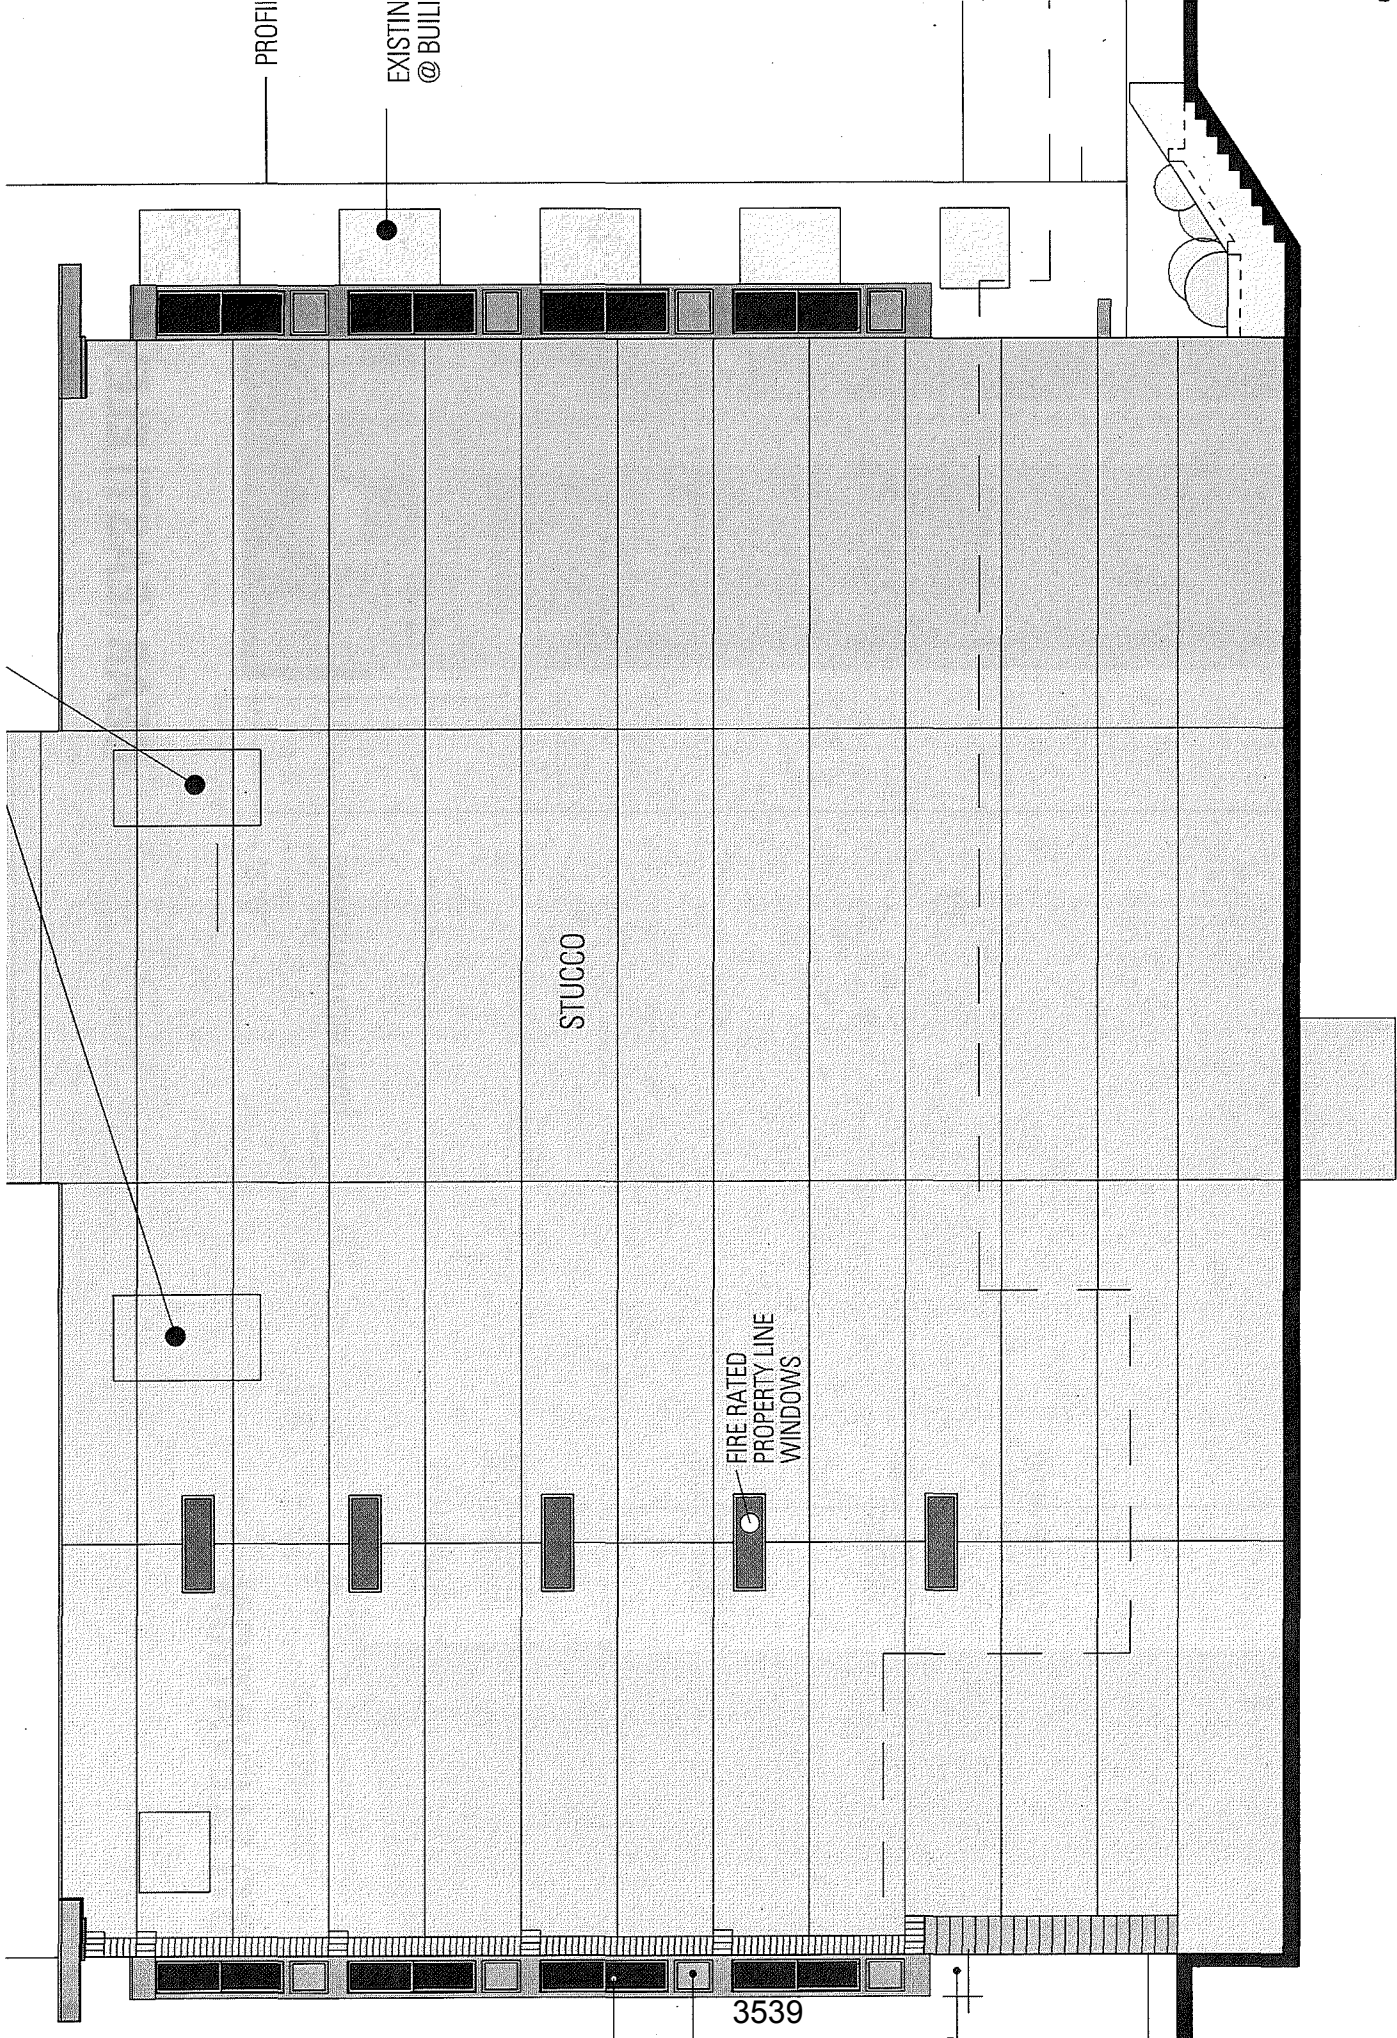 PROFI
EXISTIN
@ BUIL
STUCCO
FIRE RATED
PROPERTY LINE
WINDOWS
3539